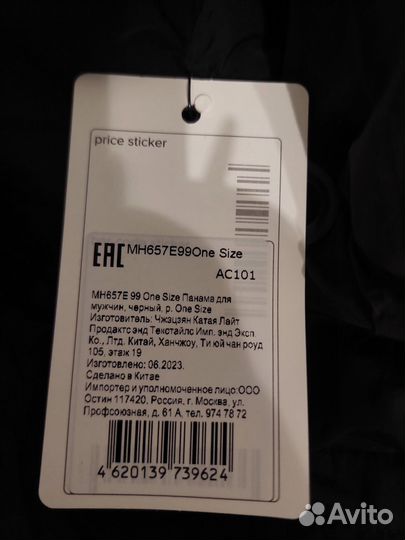 price sticker
EAC MH657E99One Size
AC101
MH657E 99 One Size Панама для
мужчин, черный, р. One Size
Изготовитель: Чжэцзян Катая Лайт
Продактс энд Текстайлс Имп. энд Эксп.
Ко., Лтд. Китай, Ханчжоу, Ти юй чан роуд
105, этаж 19
Изготовлено: 06.2023.
Сделано в Китае
Импортер и уполномоченное лицо:ООО
Остин 117420, Россия, г. Москва, ул.
Профсоюзная, д. 61 А, тел. 974 78 72
4 620139 739624
Avito